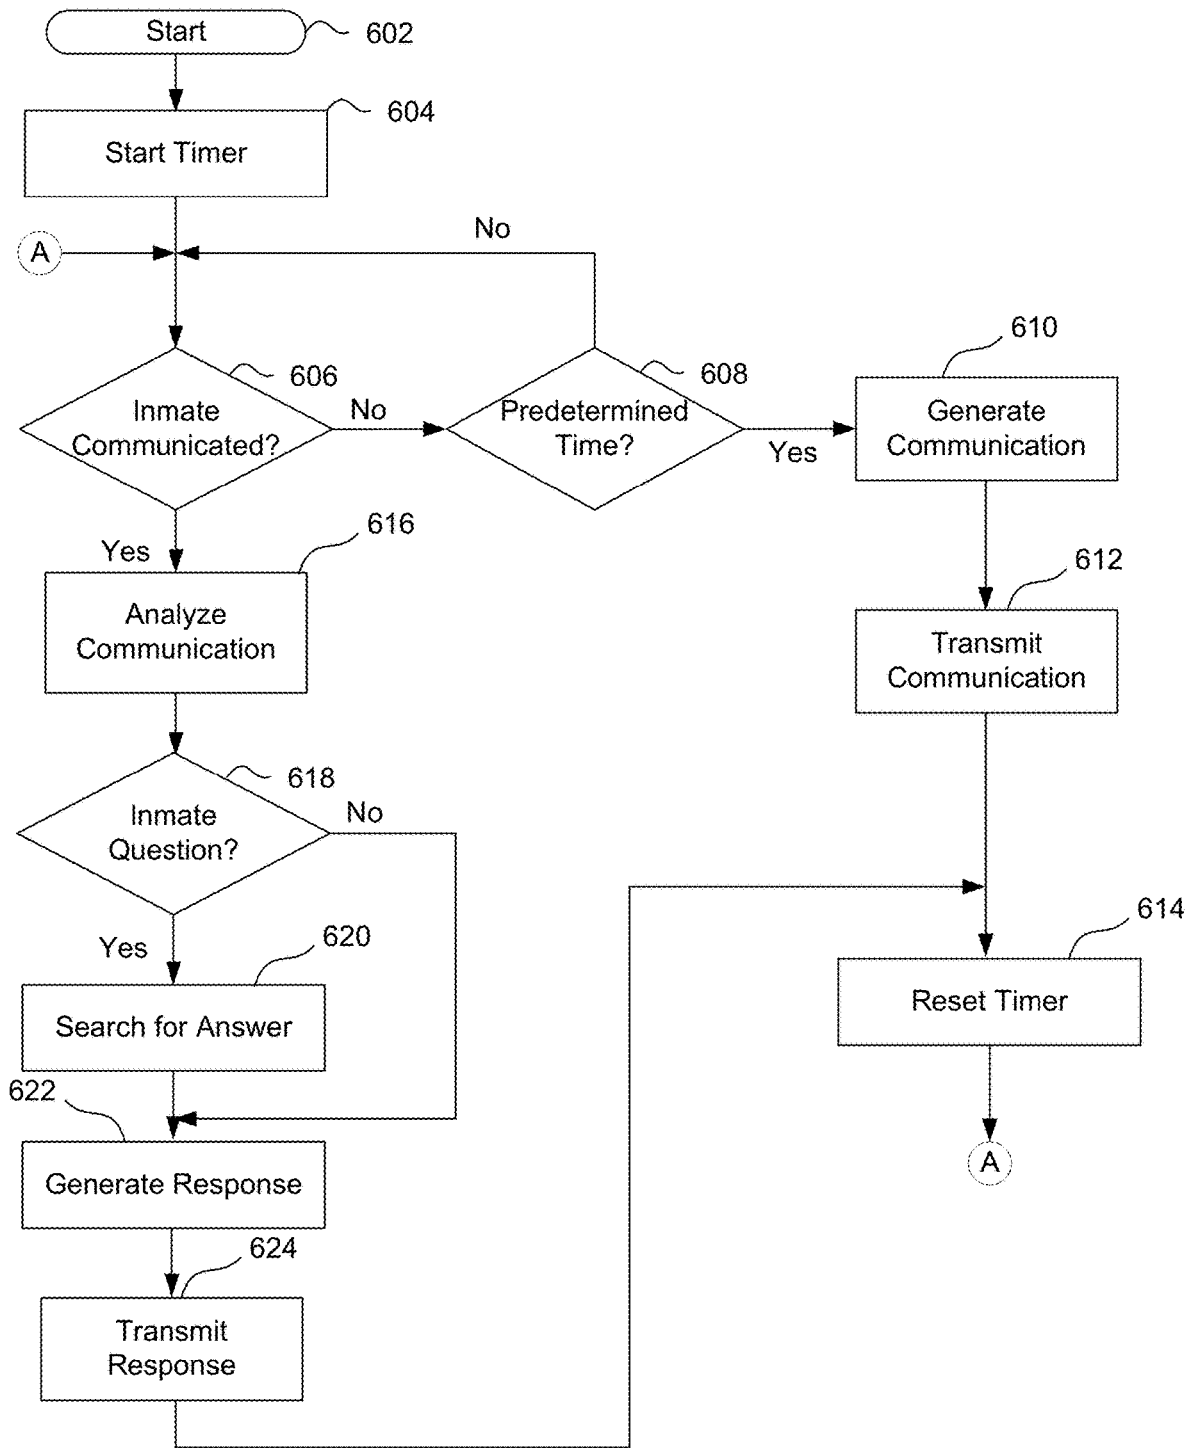 Start
602
604
Start Timer
A
No
606
Inmate
Communicated?
No
608
Predetermined
Time?
Yes
610
Generate
Communication
Yes
616
Analyze
Communication
612
Transmit
Communication
618
Inmate
Question?
No
Yes
620
Search for Answer
614
Reset Timer
A
622
Generate Response
624
Transmit
Response